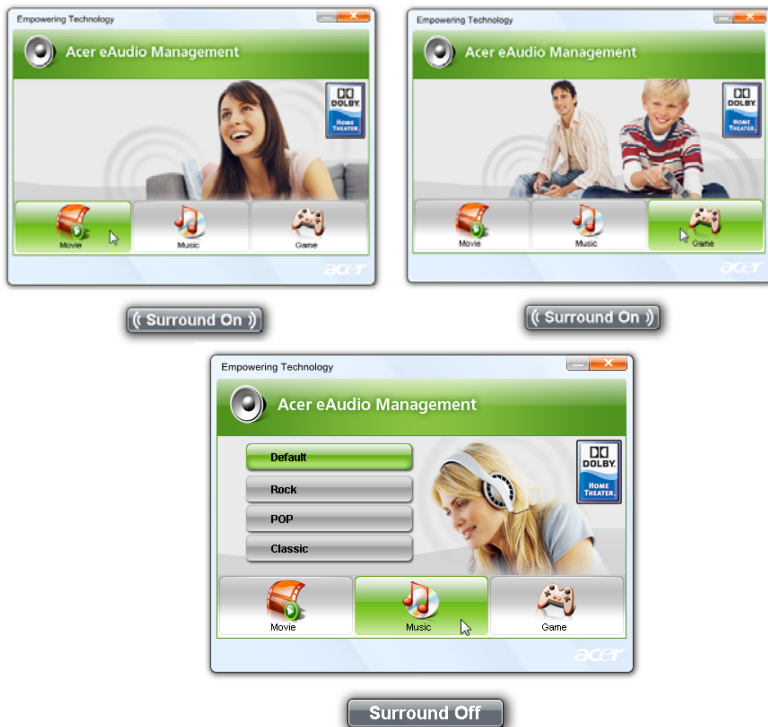 Empowering Technology
Acer eAudio Management
DOLBY
HOME
THEATER
Movie
Music
Game
acer
((Surround On))
Empowering Technology
Acer eAudio Management
DOLBY
HOME
THEATER
Movie
Music
Game
acer
((Surround On))
Empowering Technology
Acer eAudio Management
Default
Rock
POP
Classic
DOLBY.
HOME
THEATER
Movie
Music
Game
acer
Surround Off